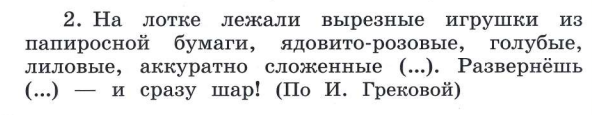 2. На лотке лежали вырезные игрушки из
папиросной бумаги, ядовито-розовые, голубые,
лиловые, аккуратно сложенные (...). Развернёшь
(...) — и сразу шар! (По И. Грековой)